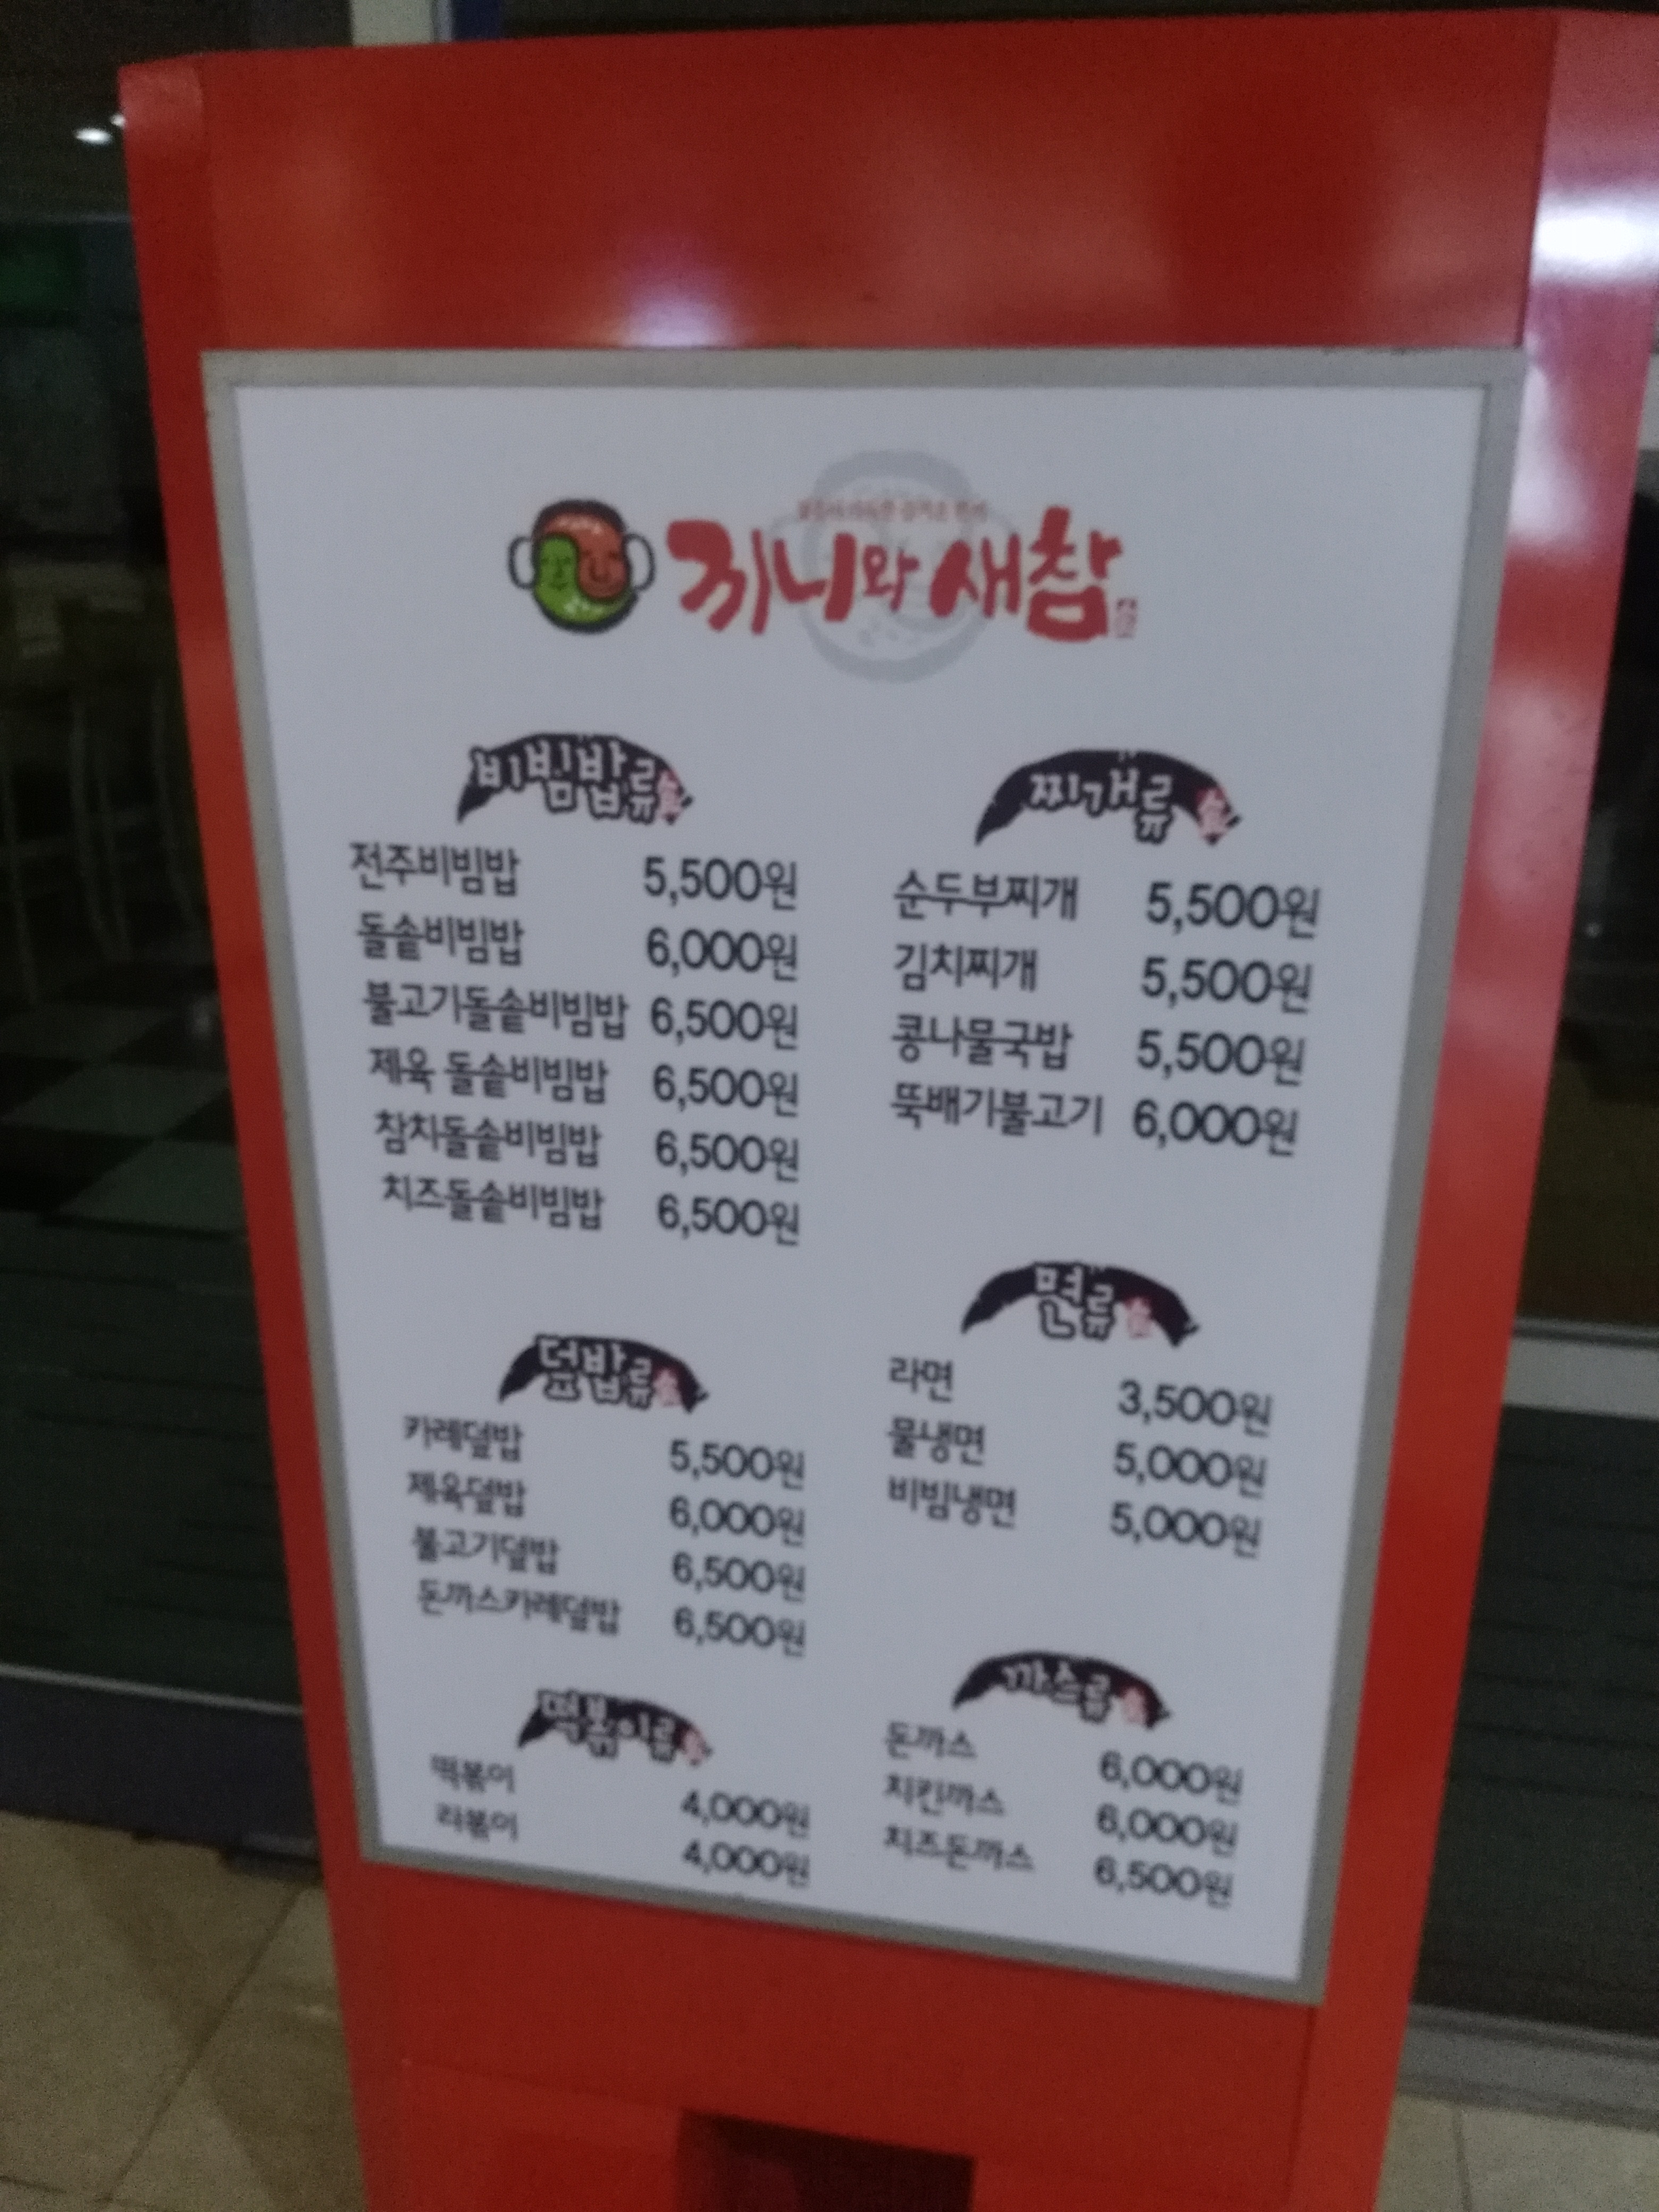 끼니와 새참
비빔밥류
전주비빔밥 5,500원
돌솥비빔밥 6,000원
불고기돌솥비빔밥 6,500원
제육 돌솥비빔밥 6,500원
참치돌솥비빔밥 6,500원
치즈돌솥비빔밥 6,500원
덮밥류
카레덮밥 5,500원
제육덮밥 6,000원
불고기덮밥 6,500원
돈까스카레덮밥 6,500원
떡볶이류
떡볶이 4,000원
라볶이 4,000원
찌개류
순두부찌개 5,500원
김치찌개 5,500원
콩나물국밥 5,500원
뚝배기불고기 6,000원
면류
라면 3,500원
물냉면 5,000원
비빔냉면 5,000원
까스류
돈까스 6,000원
치킨까스 6,000원
치즈돈까스 6,500원